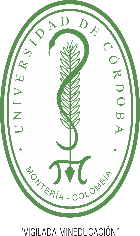 UNIVERSIDAD DE CÓRDOBA
MONTERÍA - COLOMBIA
"VIGILADA MINEDUCACIÓN"